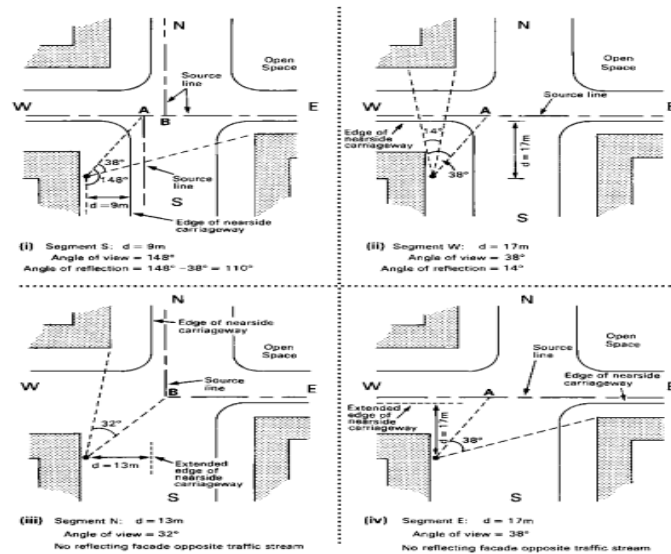 N
Open
Space
Source
line
W
A
B
E
38°
148°
Source
line
d = 9m
S
Edge of nearside
carriageway
(i) Segment S: d = 9m
Angle of view = 148°
Angle of reflection = 148° - 38° = 110°
N
Open
Space
W
A
Source line
E
Edge of
nearside
carriageway
14°
d = 17m
38°
S
(ii) Segment W: d = 17m
Angle of view = 38°
Angle of reflection = 14°
N
Edge of nearside
carriageway
Open
Space
W
Source
line
E
B
32°
d = 13m
Extended
edge of
nearside
carriageway
S
(iii) Segment N: d = 13m
Angle of view = 32°
No reflecting facade opposite traffic stream
N
Open
Space
Source
line
Edge of nearside
carriageway
W
A
E
Extended
edge of
nearside
carriageway
d = 17m
38°
S
(iv) Segment E: d = 17m
Angle of view = 38°
No reflecting facade opposite traffic stream